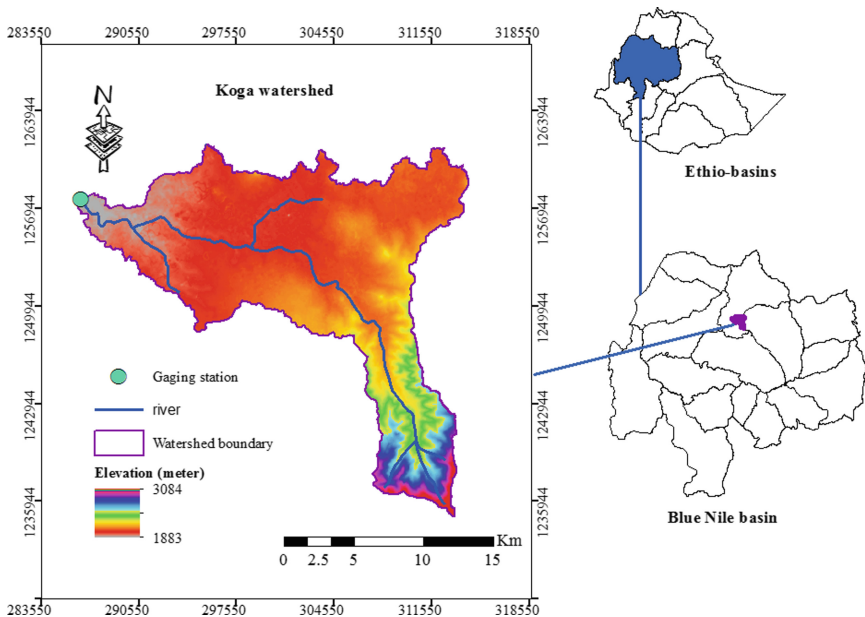 283550 290550 297550 304550 311550 318550
N
Koga watershed
1263944
1256944
1249944
1242944
1235944
1263944
1256944
1249944
1242944
1235944
Gaging station
river
Watershed boundary
Elevation (meter)
3084
1883
Km
0 2.5 5 10 15
283550 290550 297550 304550 311550 318550
Ethio-basins
Blue Nile basin